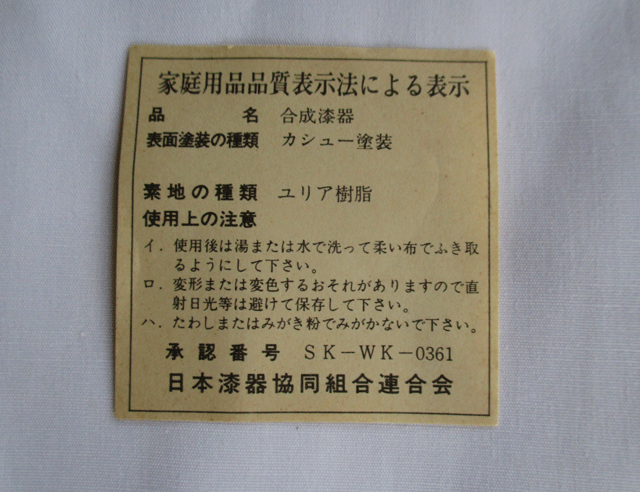 家庭用品品質表示法による表示
品名 合成漆器
表面塗装の種類 カシュー塗装
素地の種類 ユリア樹脂
使用上の注意
イ．使用後は湯または水で洗って柔い布でふき取
るようにして下さい。
ロ．変形または変色するおそれがありますので直
射日光等は避けて保存して下さい。
ハ．たわしまたはみがき粉でみがかないで下さい。
承認番号 SK－WK－0361
日本漆器協同組合連合会